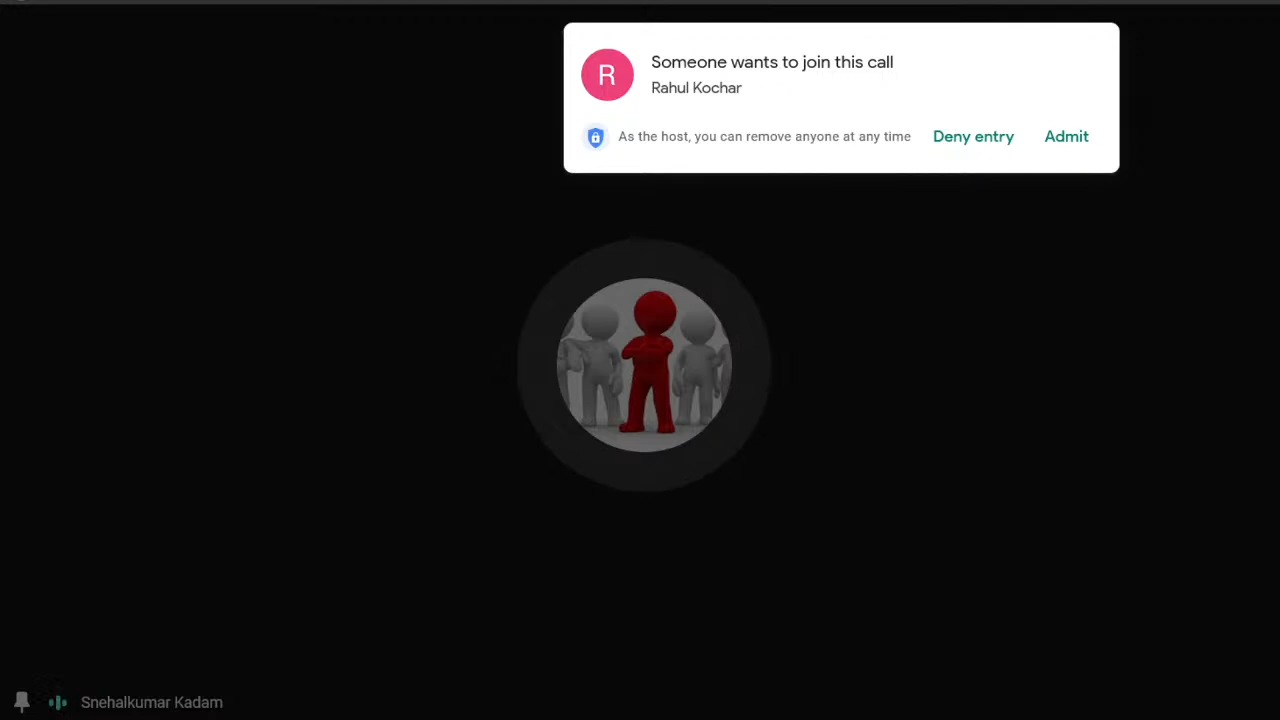 R
Someone wants to join this call
Rahul Kochar
As the host, you can remove anyone at any time Deny entry Admit
Snehalkumar Kadam